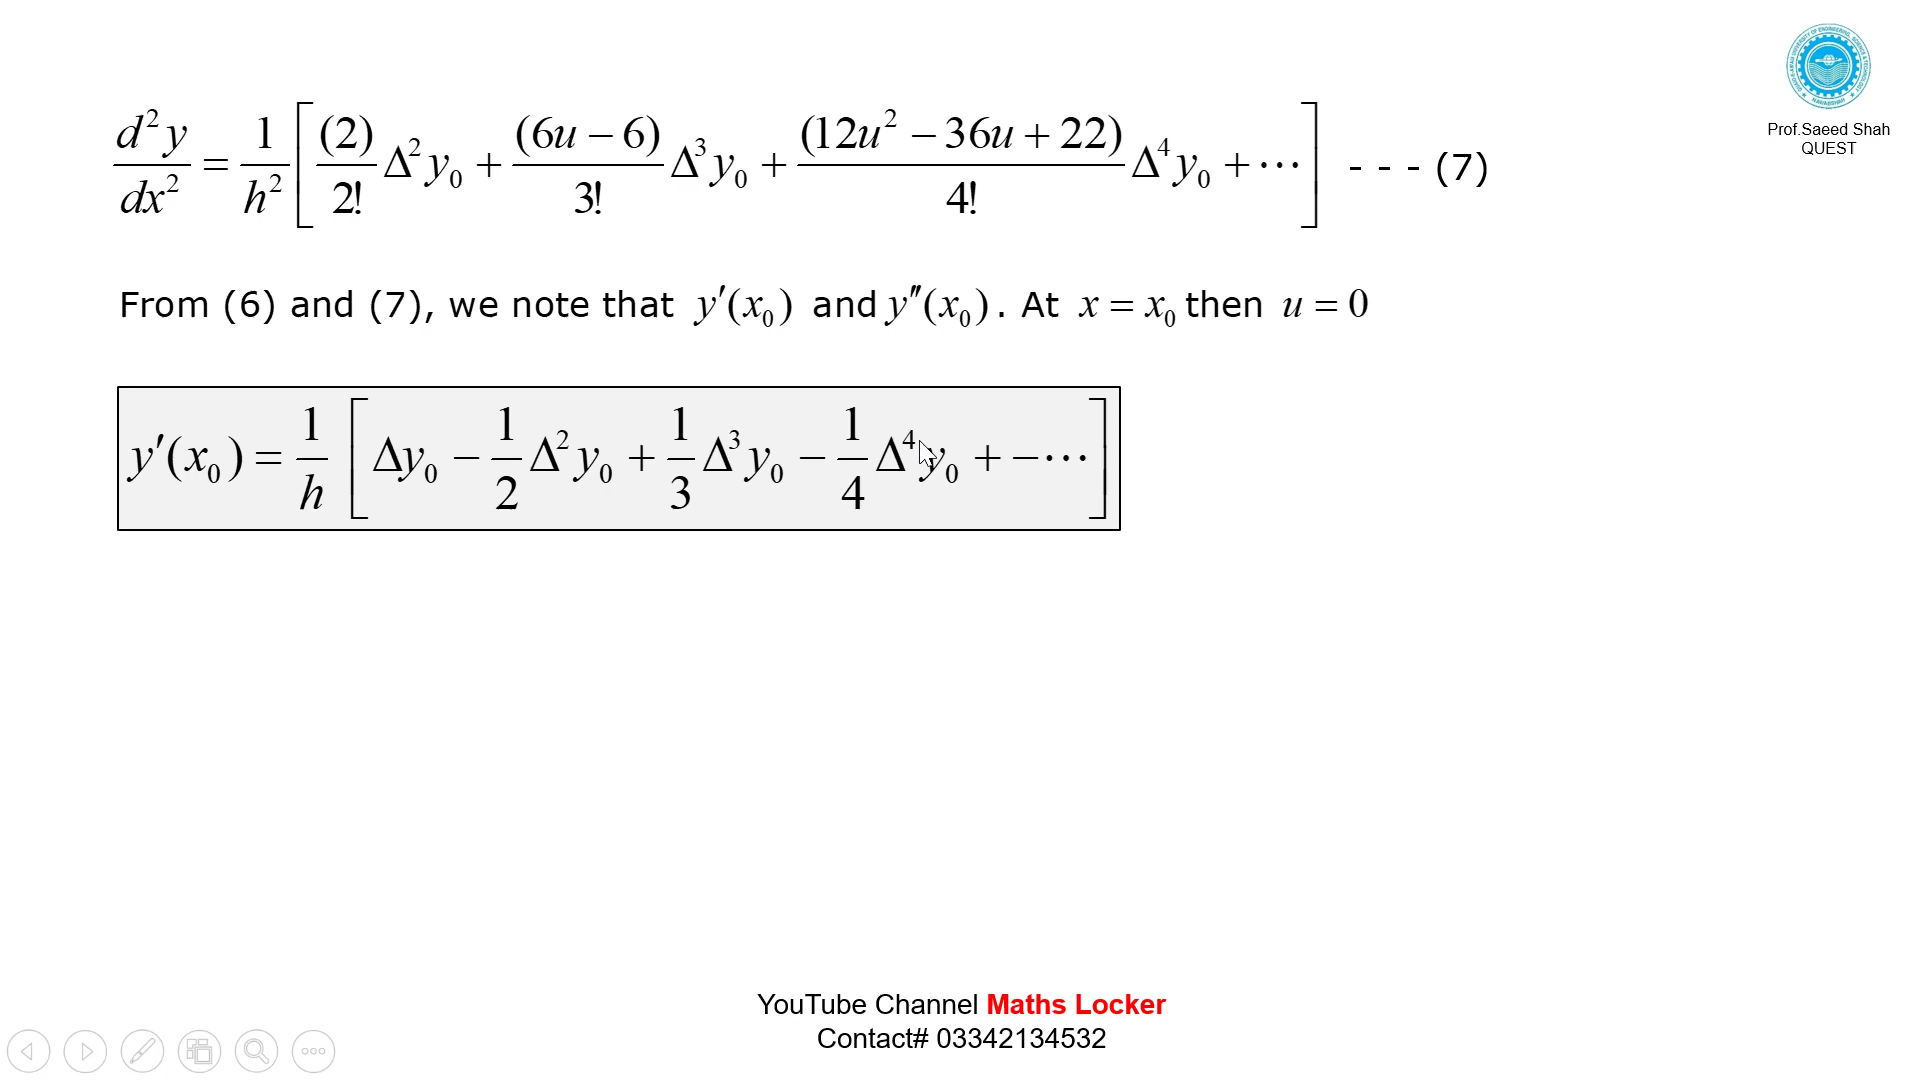 Prof.Saeed Shah
QUEST
d²y/dx² = 1/h² [ (2)/2! Δ²y₀ + (6u − 6)/3! Δ³y₀ + (12u² − 36u + 22)/4! Δ⁴y₀ + ⋯ ] - - - (7)
From (6) and (7), we note that y′(x₀) and y″(x₀). At x = x₀ then u = 0
y′(x₀) = 1/h [ Δy₀ − 1/2 Δ²y₀ + 1/3 Δ³y₀ − 1/4 Δ⁴y₀ + − ⋯ ]
YouTube Channel Maths Locker
Contact# 03342134532